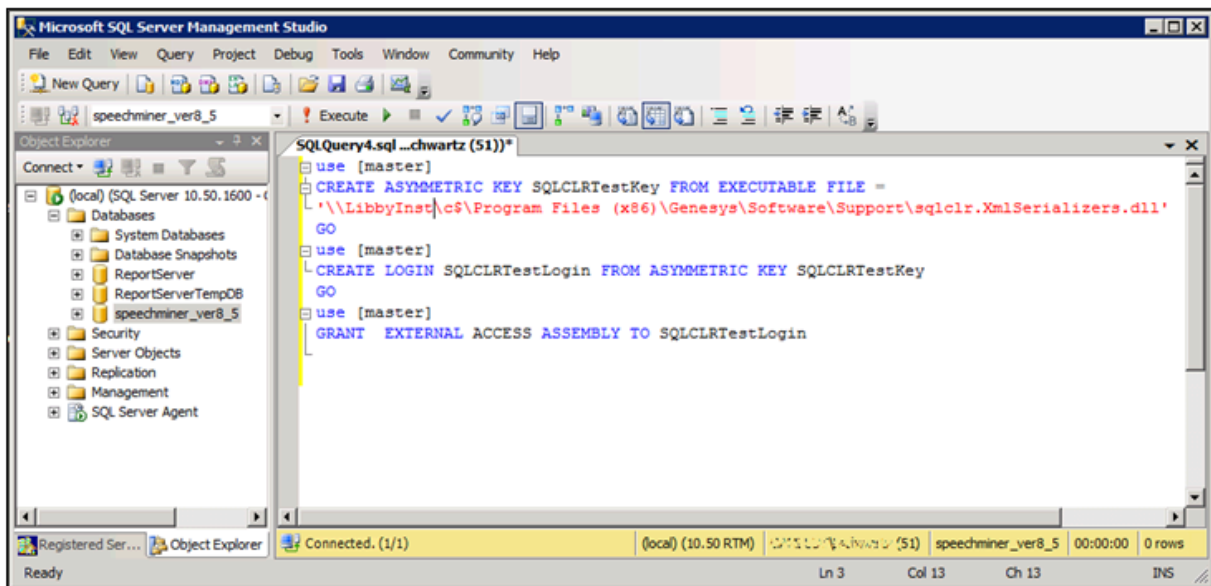 Microsoft SQL Server Management Studio
File Edit View Query Project Debug Tools Window Community Help
New Query
speechminer_ver8_5 Execute
Object Explorer
SQLQuery4.sql ...chwartz (51))*
Connect
(local) (SQL Server 10.50.1600 -
Databases
System Databases
Database Snapshots
ReportServer
ReportServerTempDB
speechminer_ver8_5
Security
Server Objects
Replication
Management
SQL Server Agent
use [master]
CREATE ASYMMETRIC KEY SQLCLRTestKey FROM EXECUTABLE FILE =
'\\LibbyInst\c$\Program Files (x86)\Genesys\Software\Support\sqlclr.XmlSerializers.dll'
GO
use [master]
CREATE LOGIN SQLCLRTestLogin FROM ASYMMETRIC KEY SQLCLRTestKey
GO
use [master]
GRANT  EXTERNAL ACCESS ASSEMBLY TO SQLCLRTestLogin
Registered Ser... Object Explorer
Connected. (1/1) (local) (10.50 RTM) (51) speechminer_ver8_5 00:00:00 0 rows
Ready Ln 3 Col 13 Ch 13 INS